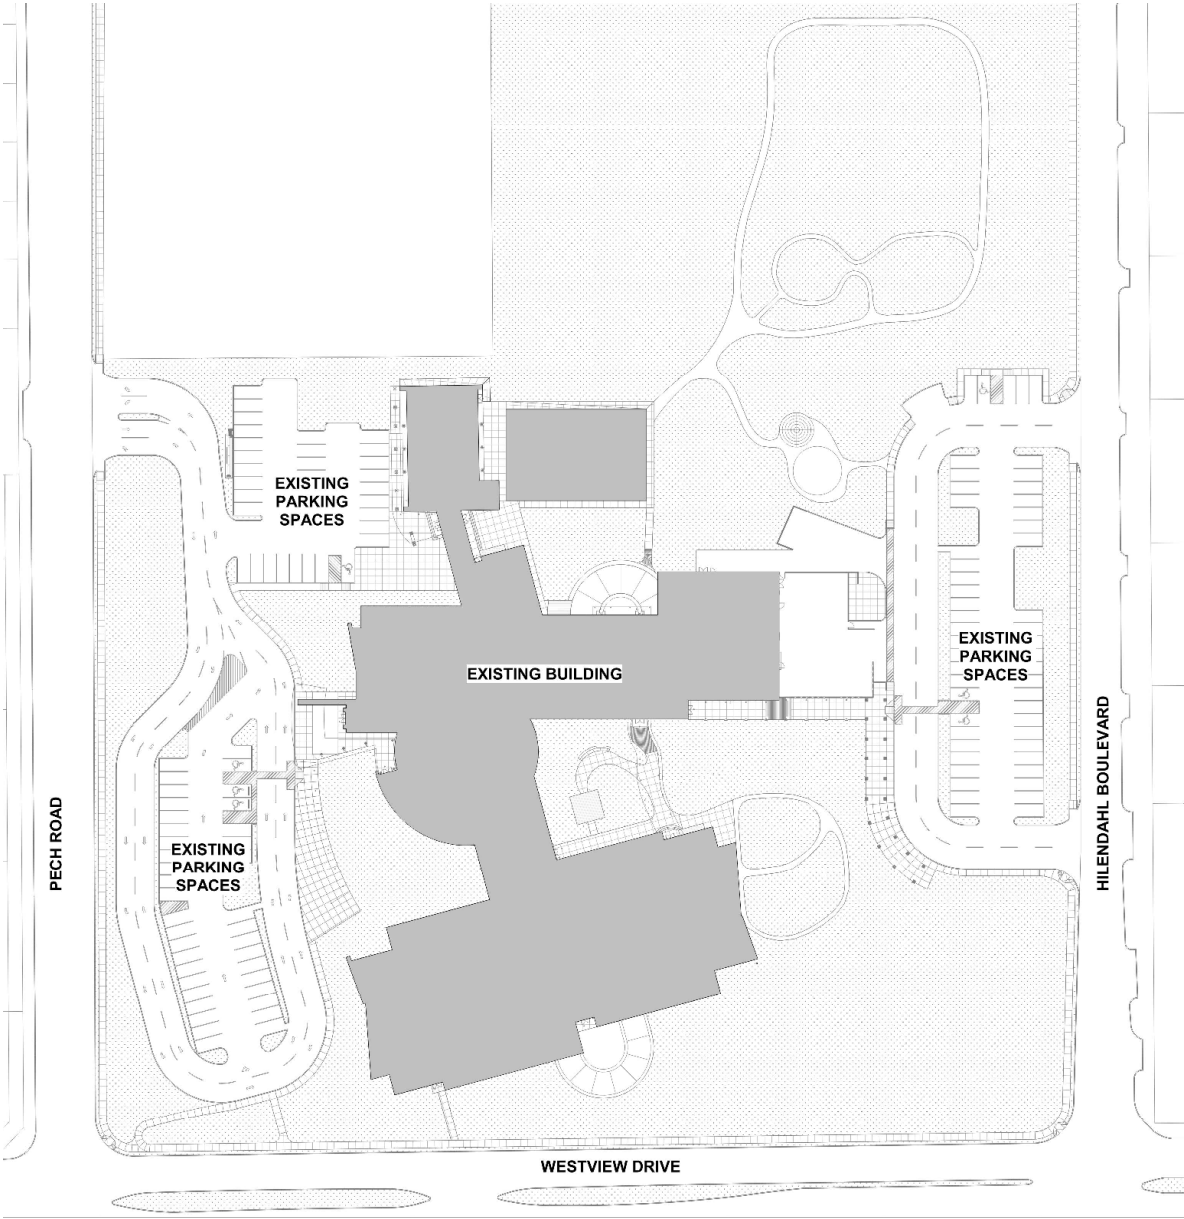 EXISTING
PARKING
SPACES
EXISTING
PARKING
SPACES
EXISTING BUILDING
HILENDAHL BOULEVARD
PECH ROAD
EXISTING
PARKING
SPACES
WESTVIEW DRIVE